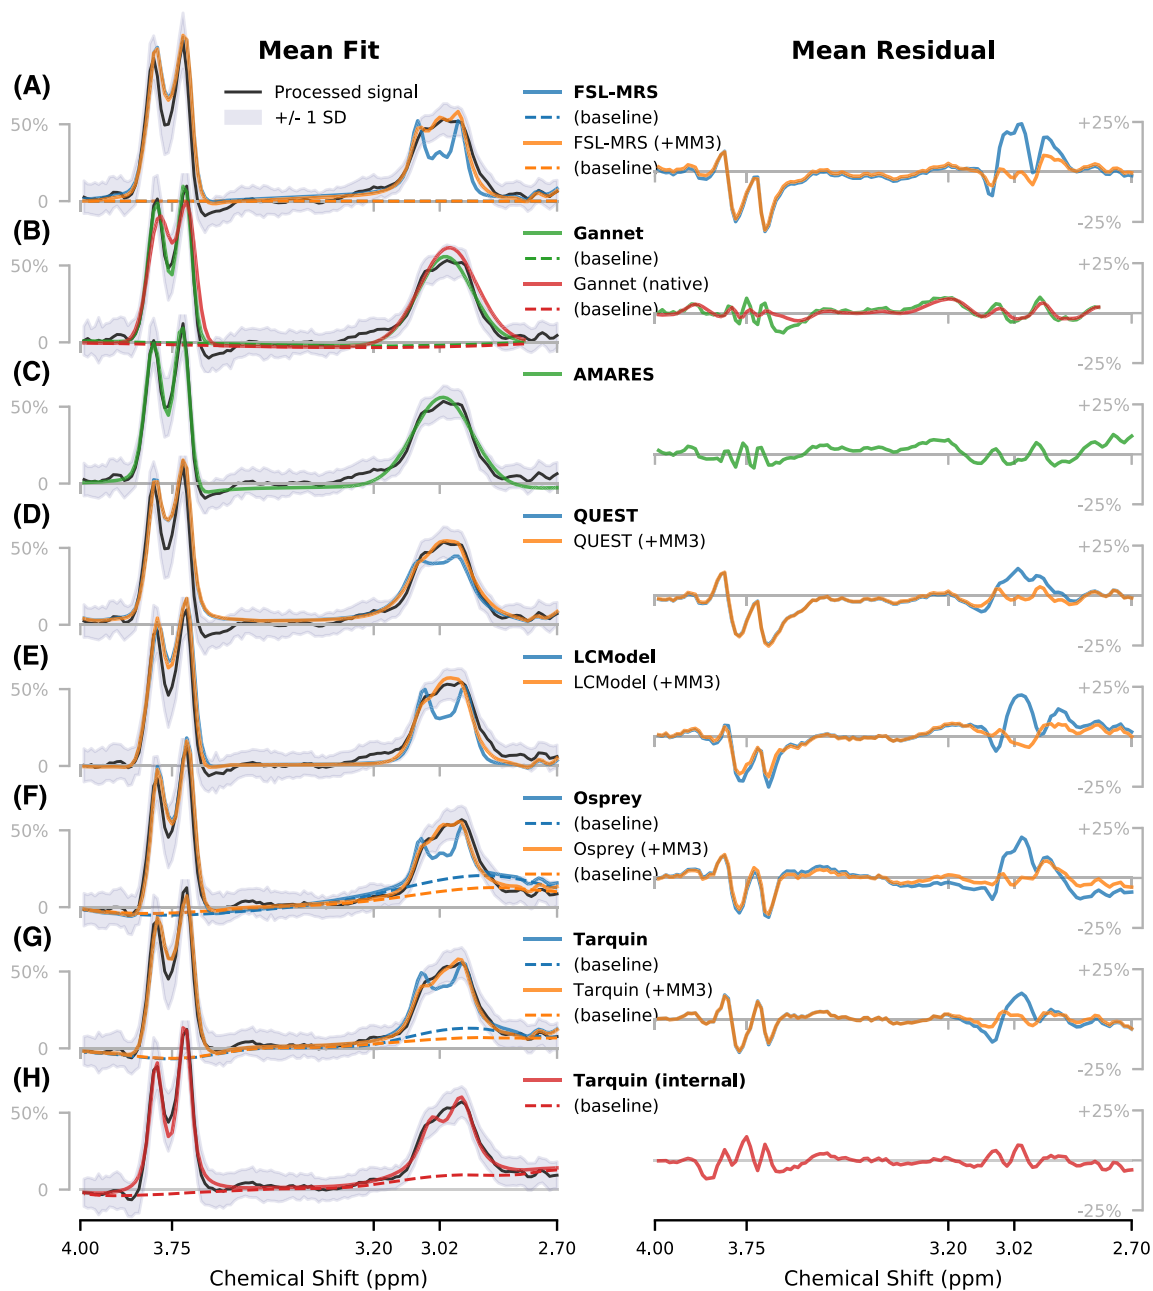 Mean Fit
Mean Residual
(A)
Processed signal
+/- 1 SD
50%
0
FSL-MRS
(baseline)
FSL-MRS (+MM3)
(baseline)
+25%
-25%
(B)
50%
0
Gannet
(baseline)
Gannet (native)
(baseline)
+25%
-25%
(C)
50%
0
AMARES
+25%
-25%
(D)
50%
0
QUEST
QUEST (+MM3)
+25%
-25%
(E)
50%
0
LCModel
LCModel (+MM3)
+25%
-25%
(F)
50%
0
Osprey
(baseline)
Osprey (+MM3)
(baseline)
+25%
-25%
(G)
50%
0
Tarquin
(baseline)
Tarquin (+MM3)
(baseline)
+25%
-25%
(H)
50%
0
Tarquin (internal)
(baseline)
+25%
-25%
4.00 3.75 3.20 3.02 2.70
Chemical Shift (ppm)
4.00 3.75 3.20 3.02 2.70
Chemical Shift (ppm)